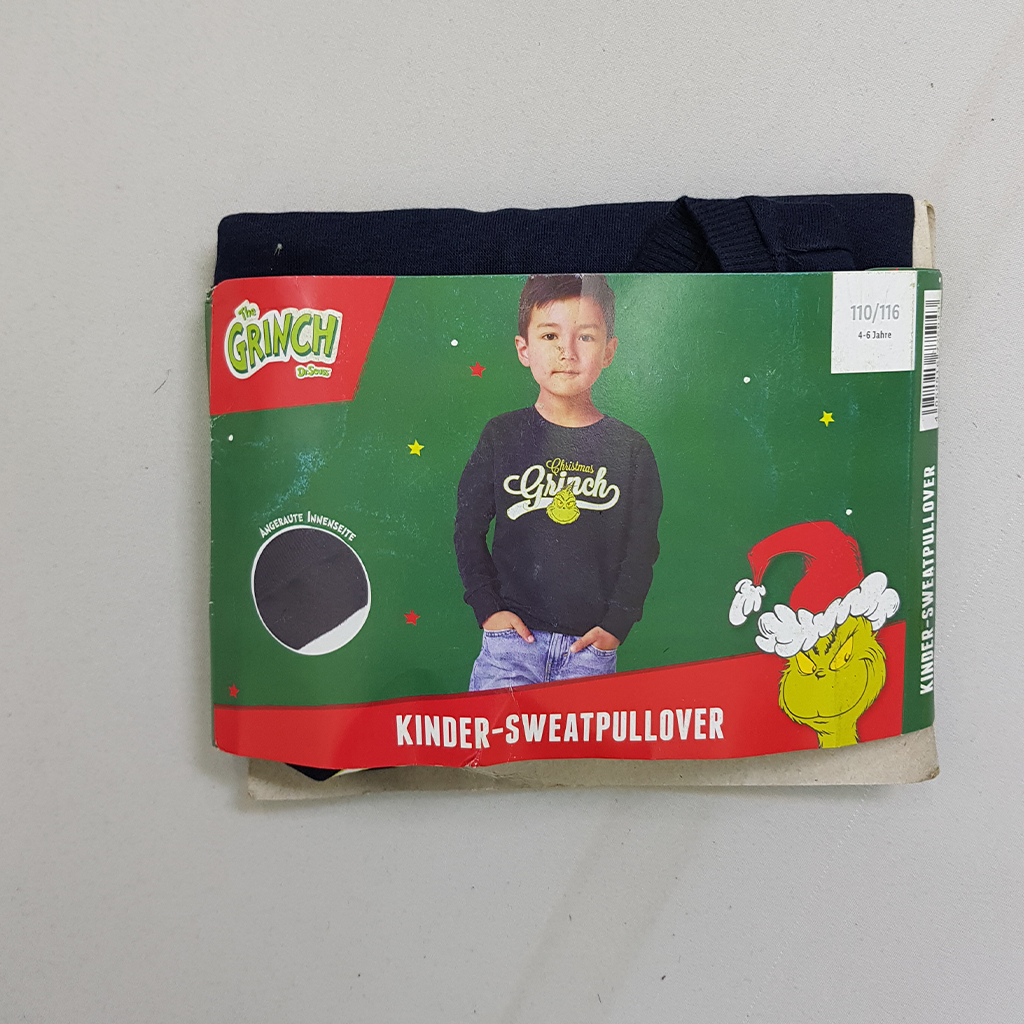 The
GRINCH
Dr. Seuss
110/116
4-6 Jahre
Christmas
Grinch
ANGERAUTE INNENSEITE
KINDER-SWEATPULLOVER
KINDER-SWEATPULLOVER